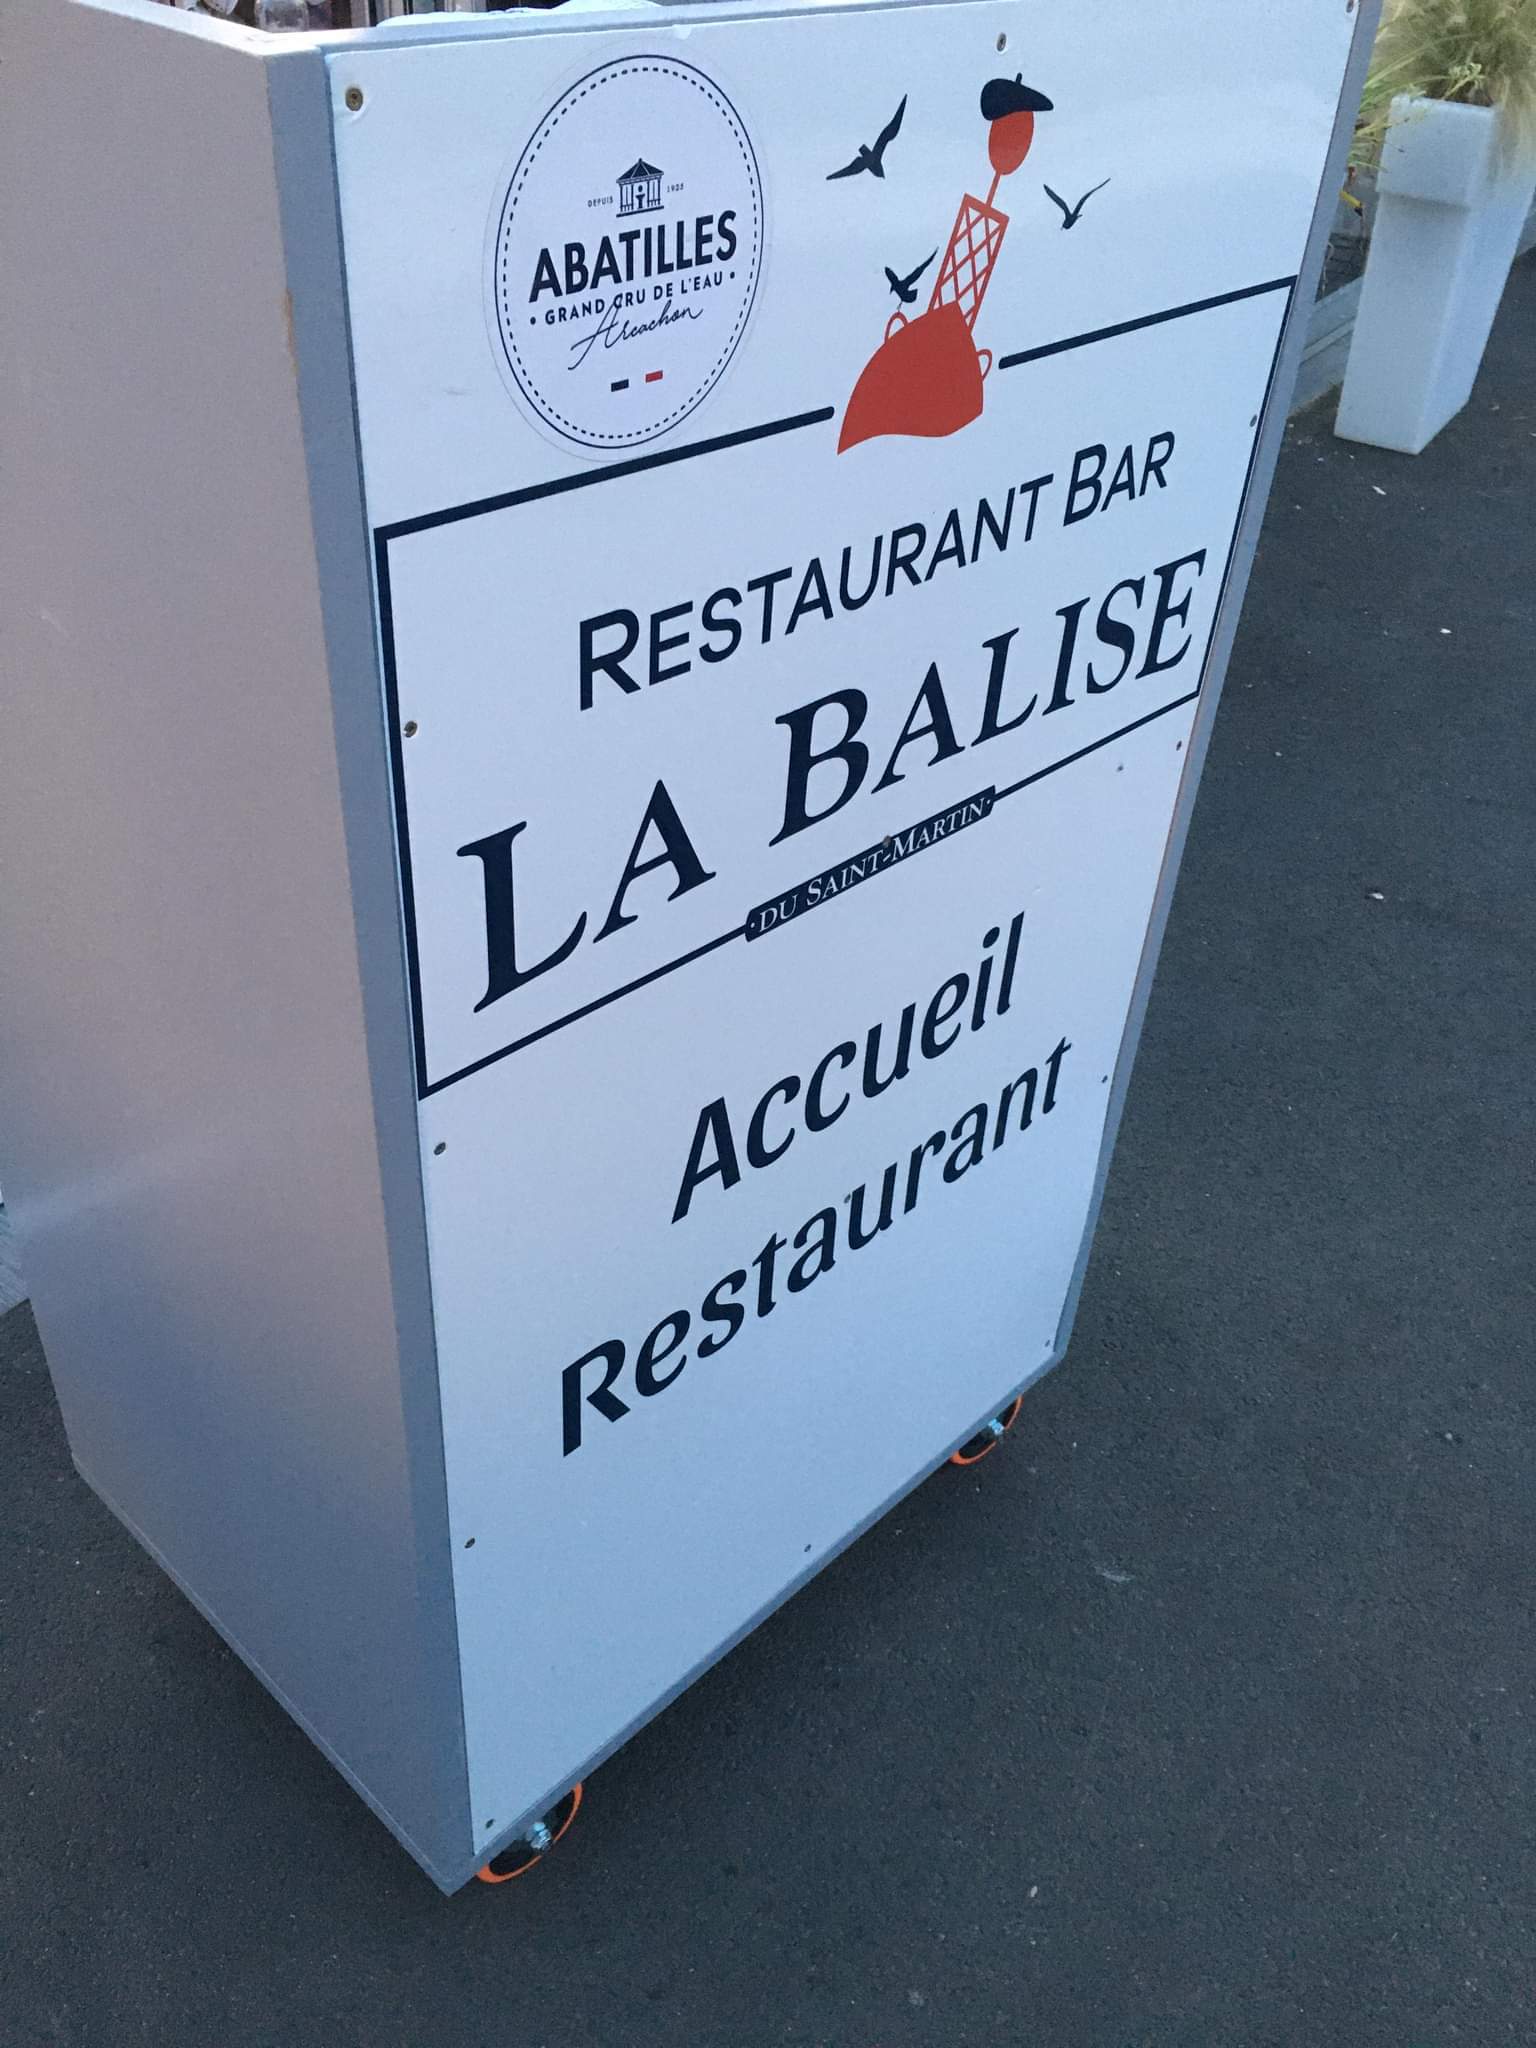 DEPUIS 1925
ABATILLES
• GRAND CRU DE L'EAU •
Arcachon
RESTAURANT BAR
LA BALISE
·DU SAINT-MARTIN·
Accueil
Restaurant